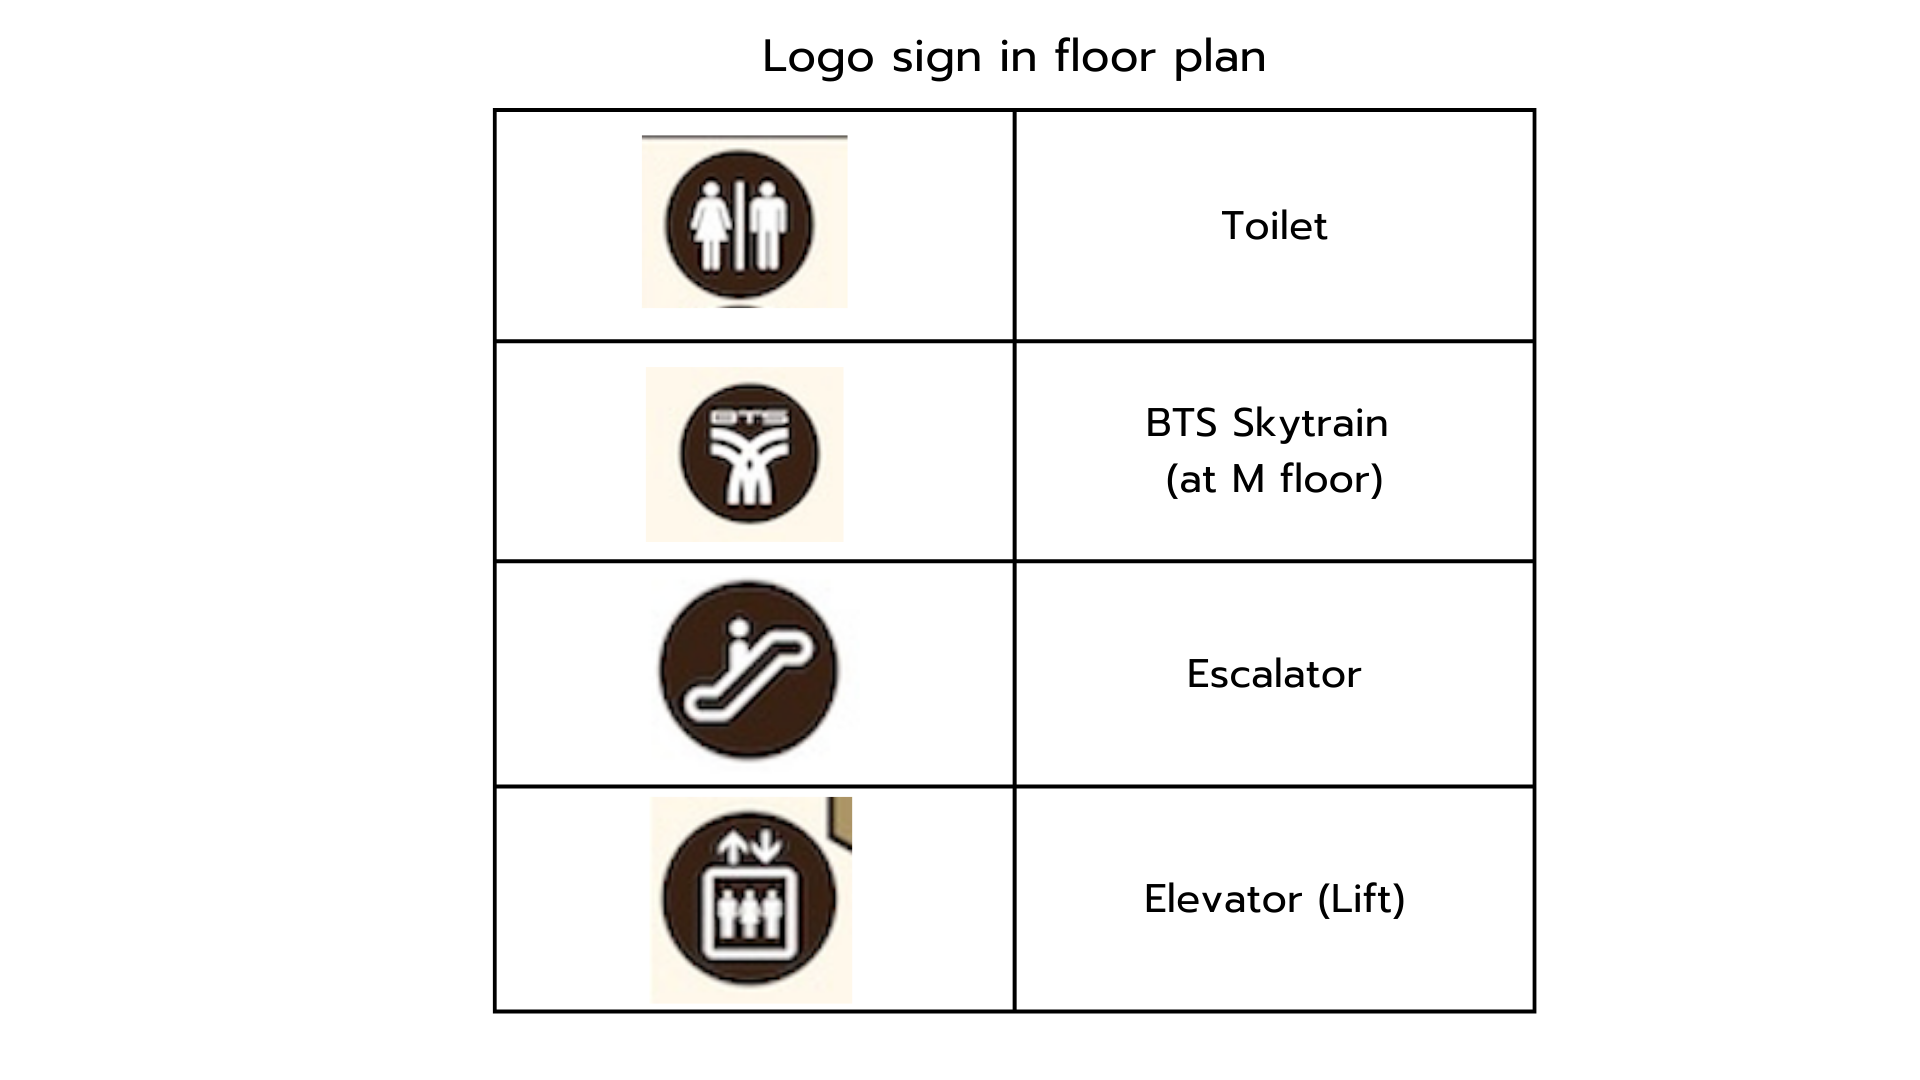 Logo sign in floor plan
Toilet
BTS
BTS Skytrain
(at M floor)
Escalator
Elevator (Lift)